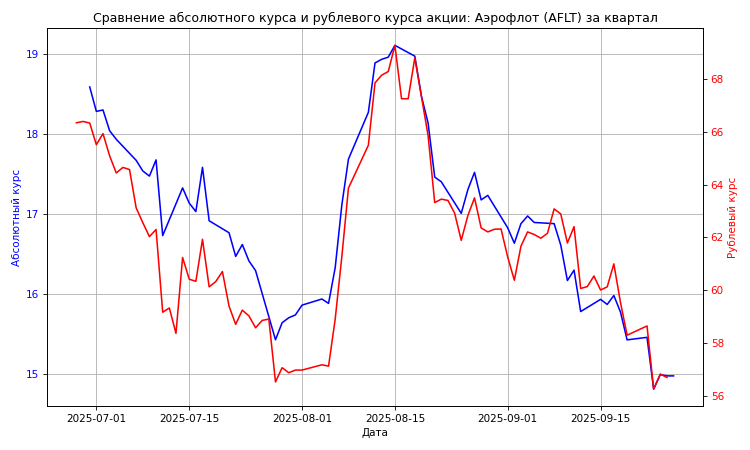 Сравнение абсолютного курса и рублевого курса акции: Аэрофлот (AFLT) за квартал
Абсолютный курс
19
18
17
16
15
68
66
64
62
60
58
56
Рублевый курс
2025-07-01 2025-07-15 2025-08-01 2025-08-15 2025-09-01 2025-09-15
Дата